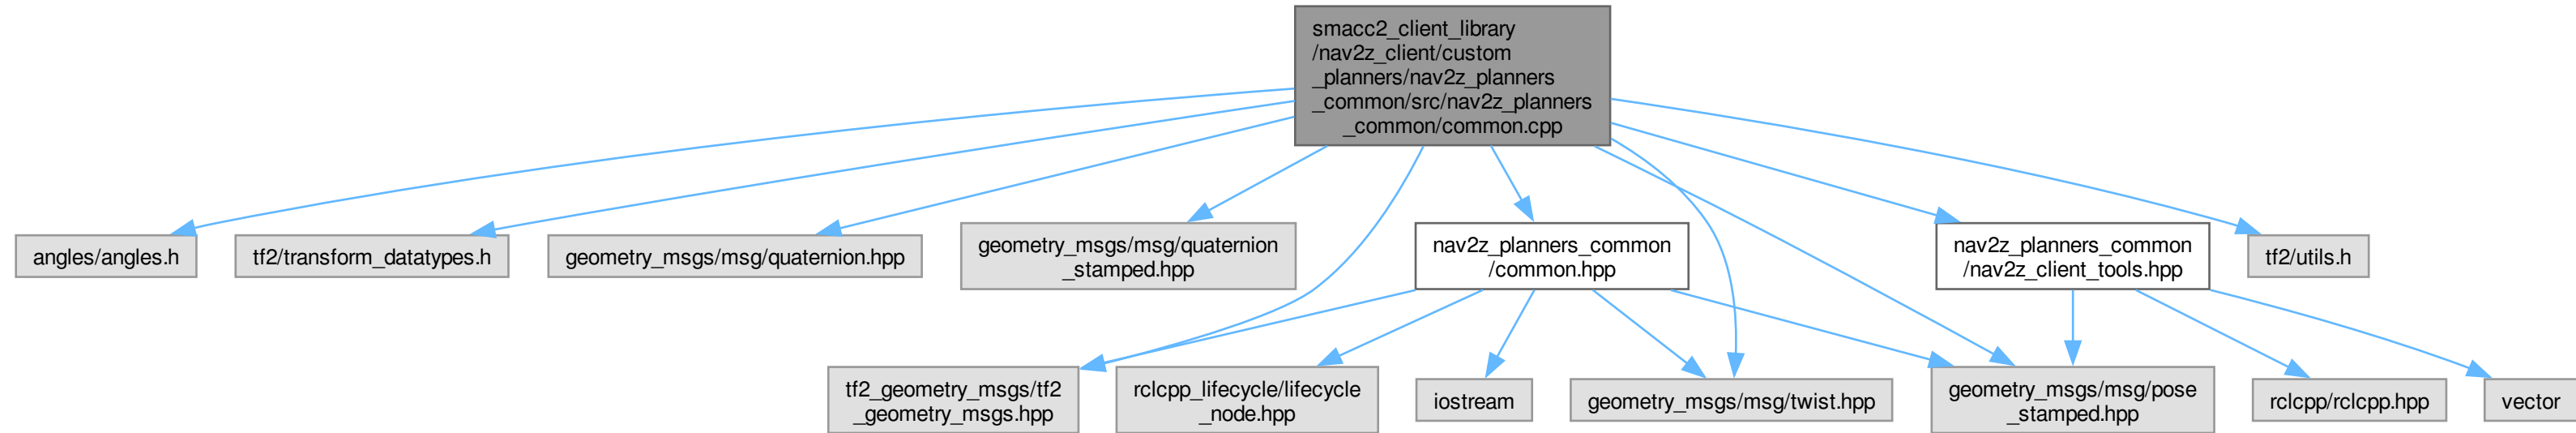 smacc2_client_library
/nav2z_client/custom
_planners/nav2z_planners
_common/src/nav2z_planners
_common/common.cpp
angles/angles.h
tf2/transform_datatypes.h
geometry_msgs/msg/quaternion.hpp
geometry_msgs/msg/quaternion
_stamped.hpp
nav2z_planners_common
/common.hpp
nav2z_planners_common
/nav2z_client_tools.hpp
tf2/utils.h
tf2_geometry_msgs/tf2
_geometry_msgs.hpp
rclcpp_lifecycle/lifecycle
_node.hpp
iostream
geometry_msgs/msg/twist.hpp
geometry_msgs/msg/pose
_stamped.hpp
rclcpp/rclcpp.hpp
vector